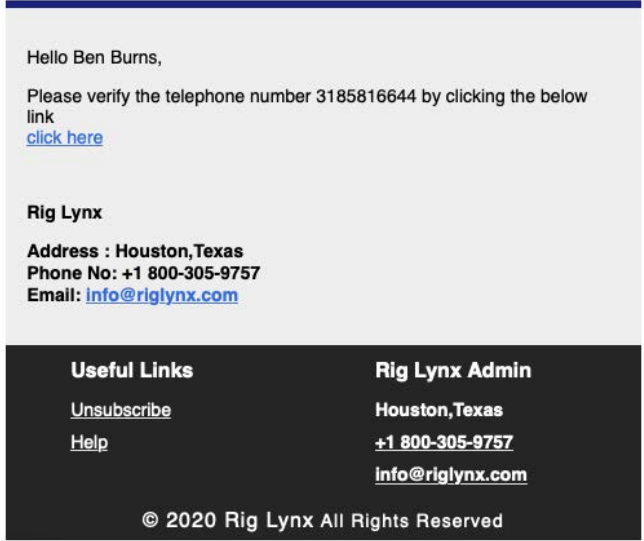 Hello Ben Burns,
Please verify the telephone number 3185816644 by clicking the below
link
click here
Rig Lynx
Address : Houston,Texas
Phone No: +1 800-305-9757
Email: info@riglynx.com
Useful Links
Unsubscribe
Help
Rig Lynx Admin
Houston,Texas
+1 800-305-9757
info@riglynx.com
© 2020 Rig Lynx All Rights Reserved